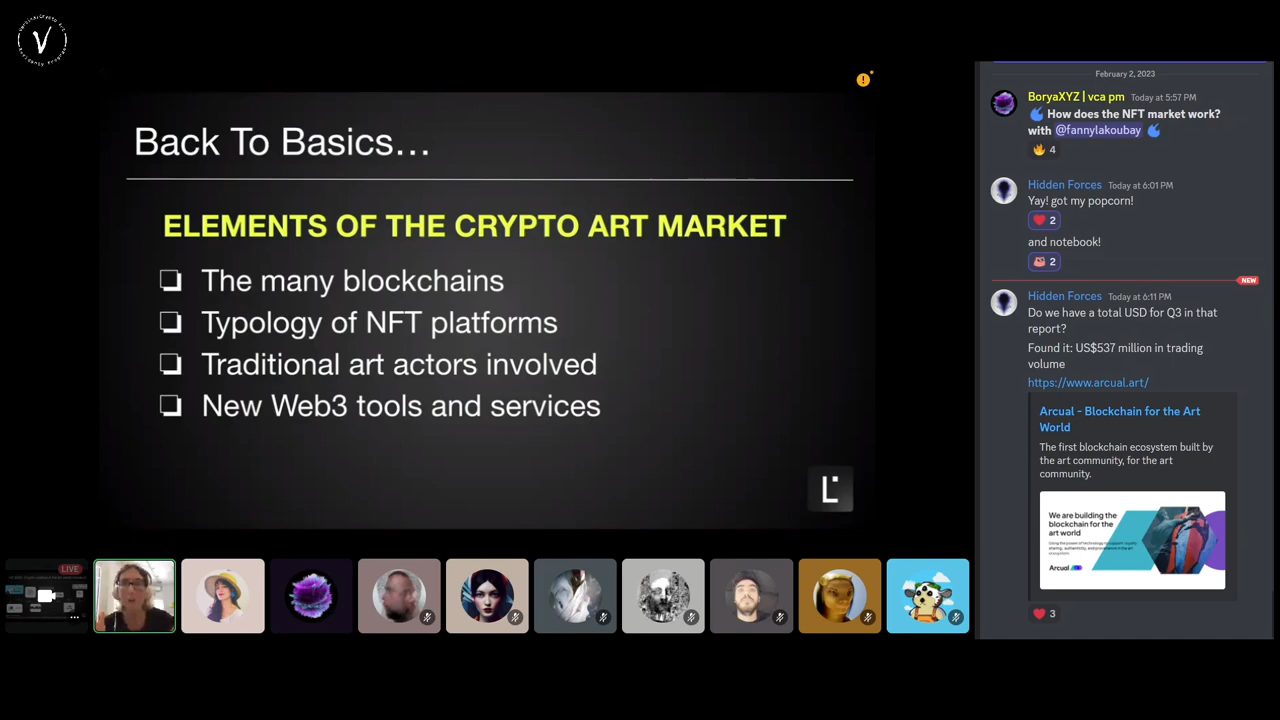 Back To Basics…
ELEMENTS OF THE CRYPTO ART MARKET
❏ The many blockchains
❏ Typology of NFT platforms
❏ Traditional art actors involved
❏ New Web3 tools and services
L
LIVE
February 2, 2023
BoryaXYZ | vca pm Today at 5:57 PM
How does the NFT market work?
with @fannylakoubay
4
Hidden Forces Today at 6:01 PM
Yay! got my popcorn!
2
and notebook!
2
NEW
Hidden Forces Today at 6:11 PM
Do we have a total USD for Q3 in that
report?
Found it: US$537 million in trading
volume
https://www.arcual.art/
Arcual - Blockchain for the Art
World
The first blockchain ecosystem built by
the art community, for the art
community.
We are building the
blockchain for the
art world
Arcual
3